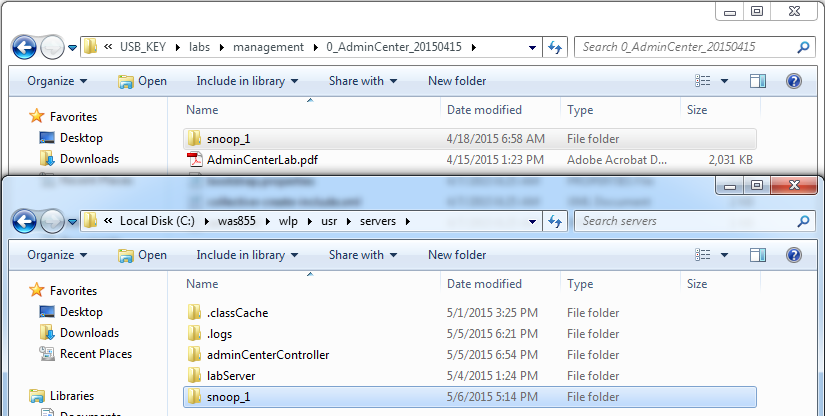 « USB_KEY ▸ labs ▸ management ▸ 0_AdminCenter_20150415 ▸ Search 0_AdminCenter_20150415
Organize ▾ Open Include in library ▾ Share with ▾ New folder
Name Date modified Type Size
Favorites
Desktop
Downloads
snoop_1 4/18/2015 6:58 AM File folder
AdminCenterLab.pdf 4/15/2015 1:23 PM Adobe Acrobat D... 2,031 KB
« Local Disk (C:) ▸ was855 ▸ wlp ▸ usr ▸ servers ▸ Search servers
Organize ▾ Open Include in library ▾ Share with ▾ New folder
Name Date modified Type Size
Favorites
Desktop
Downloads
Recent Places
Libraries
Documents
.classCache 5/1/2015 3:25 PM File folder
.logs 5/5/2015 6:21 PM File folder
adminCenterController 5/5/2015 6:54 PM File folder
labServer 5/4/2015 1:24 PM File folder
snoop_1 5/6/2015 5:14 PM File folder